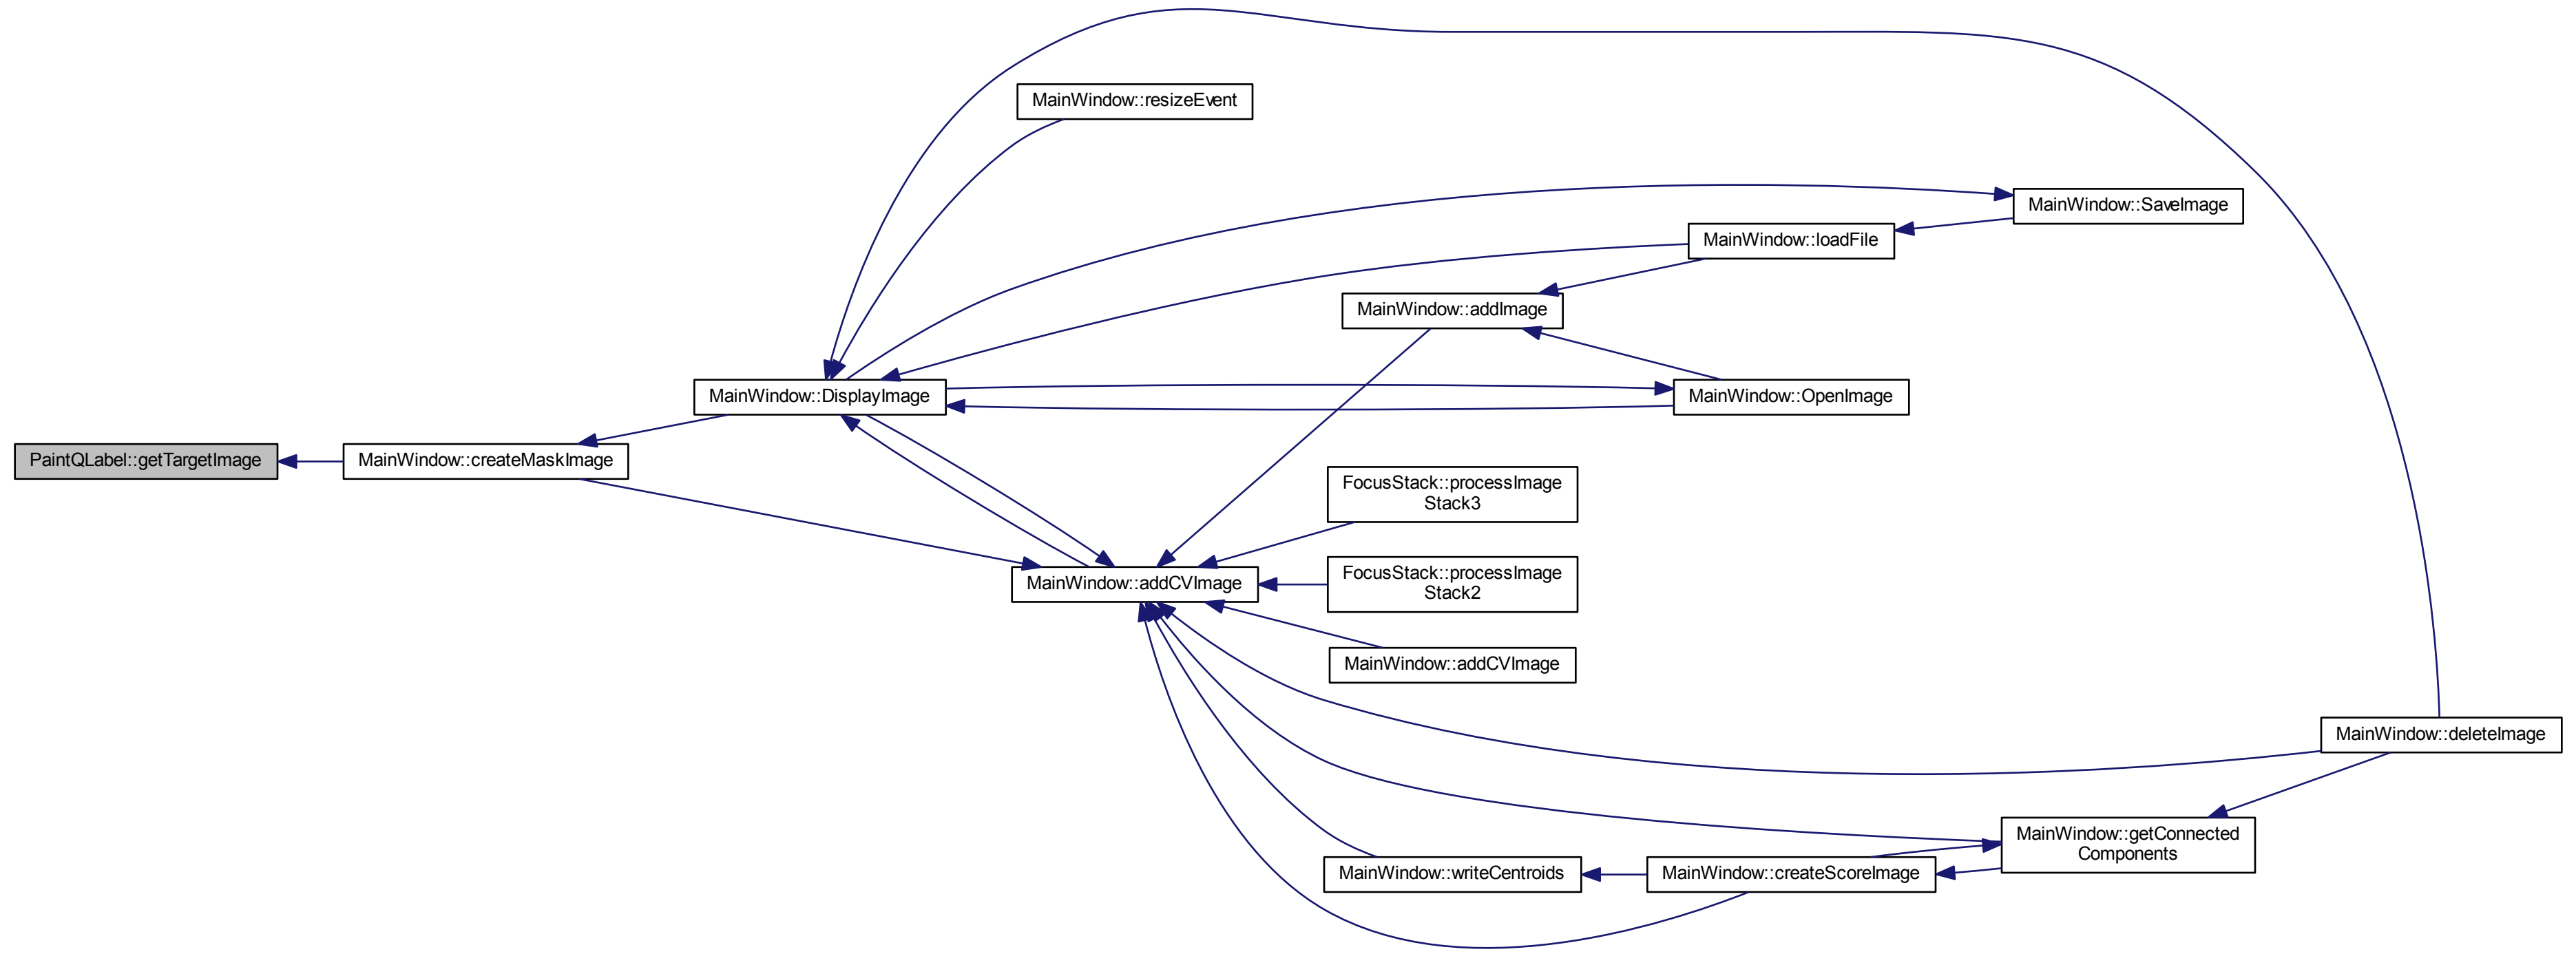 MainWindow::resizeEvent
MainWindow::SaveImage
MainWindow::loadFile
MainWindow::addImage
MainWindow::DisplayImage
MainWindow::OpenImage
PaintQLabel::getTargetImage
MainWindow::createMaskImage
FocusStack::processImage
Stack3
MainWindow::addCVImage
FocusStack::processImage
Stack2
MainWindow::addCVImage
MainWindow::deleteImage
MainWindow::getConnected
Components
MainWindow::writeCentroids
MainWindow::createScoreImage